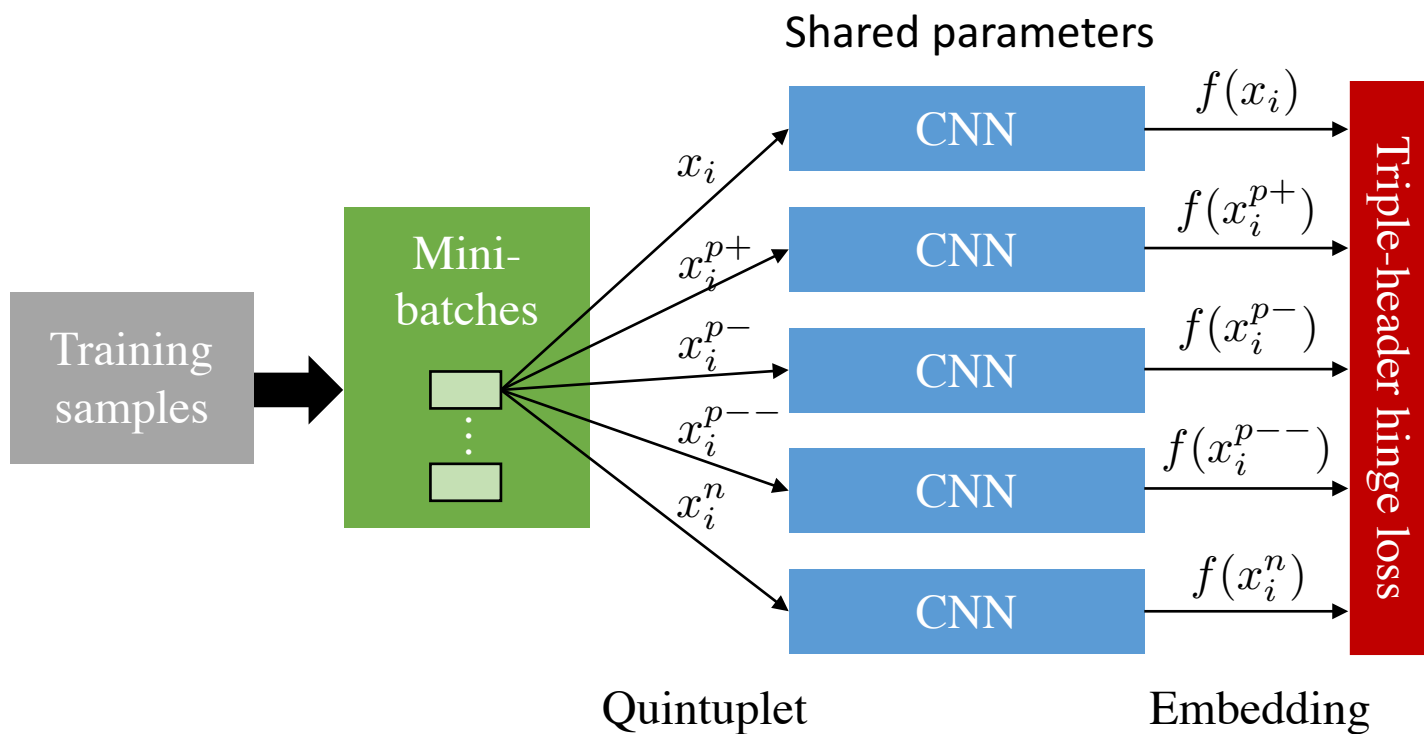 Shared parameters
Training
samples
Mini-
batches
⋮
x_i
x_i^{p+}
x_i^{p-}
x_i^{p--}
x_i^n
CNN
CNN
CNN
CNN
CNN
f(x_i)
f(x_i^{p+})
f(x_i^{p-})
f(x_i^{p--})
f(x_i^n)
Triple-header hinge loss
Quintuplet
Embedding